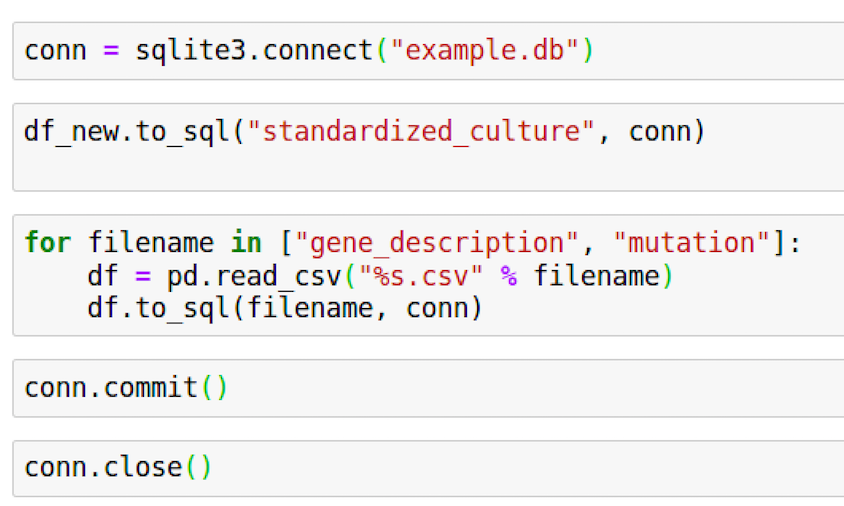 conn = sqlite3.connect("example.db")
df_new.to_sql("standardized_culture", conn)
for filename in ["gene_description", "mutation"]:
    df = pd.read_csv("%s.csv" % filename)
    df.to_sql(filename, conn)
conn.commit()
conn.close()